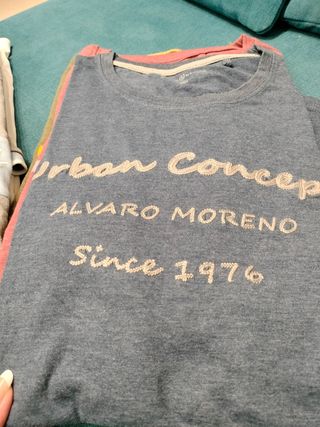 Urban Concep
ALVARO MORENO
Since 1976